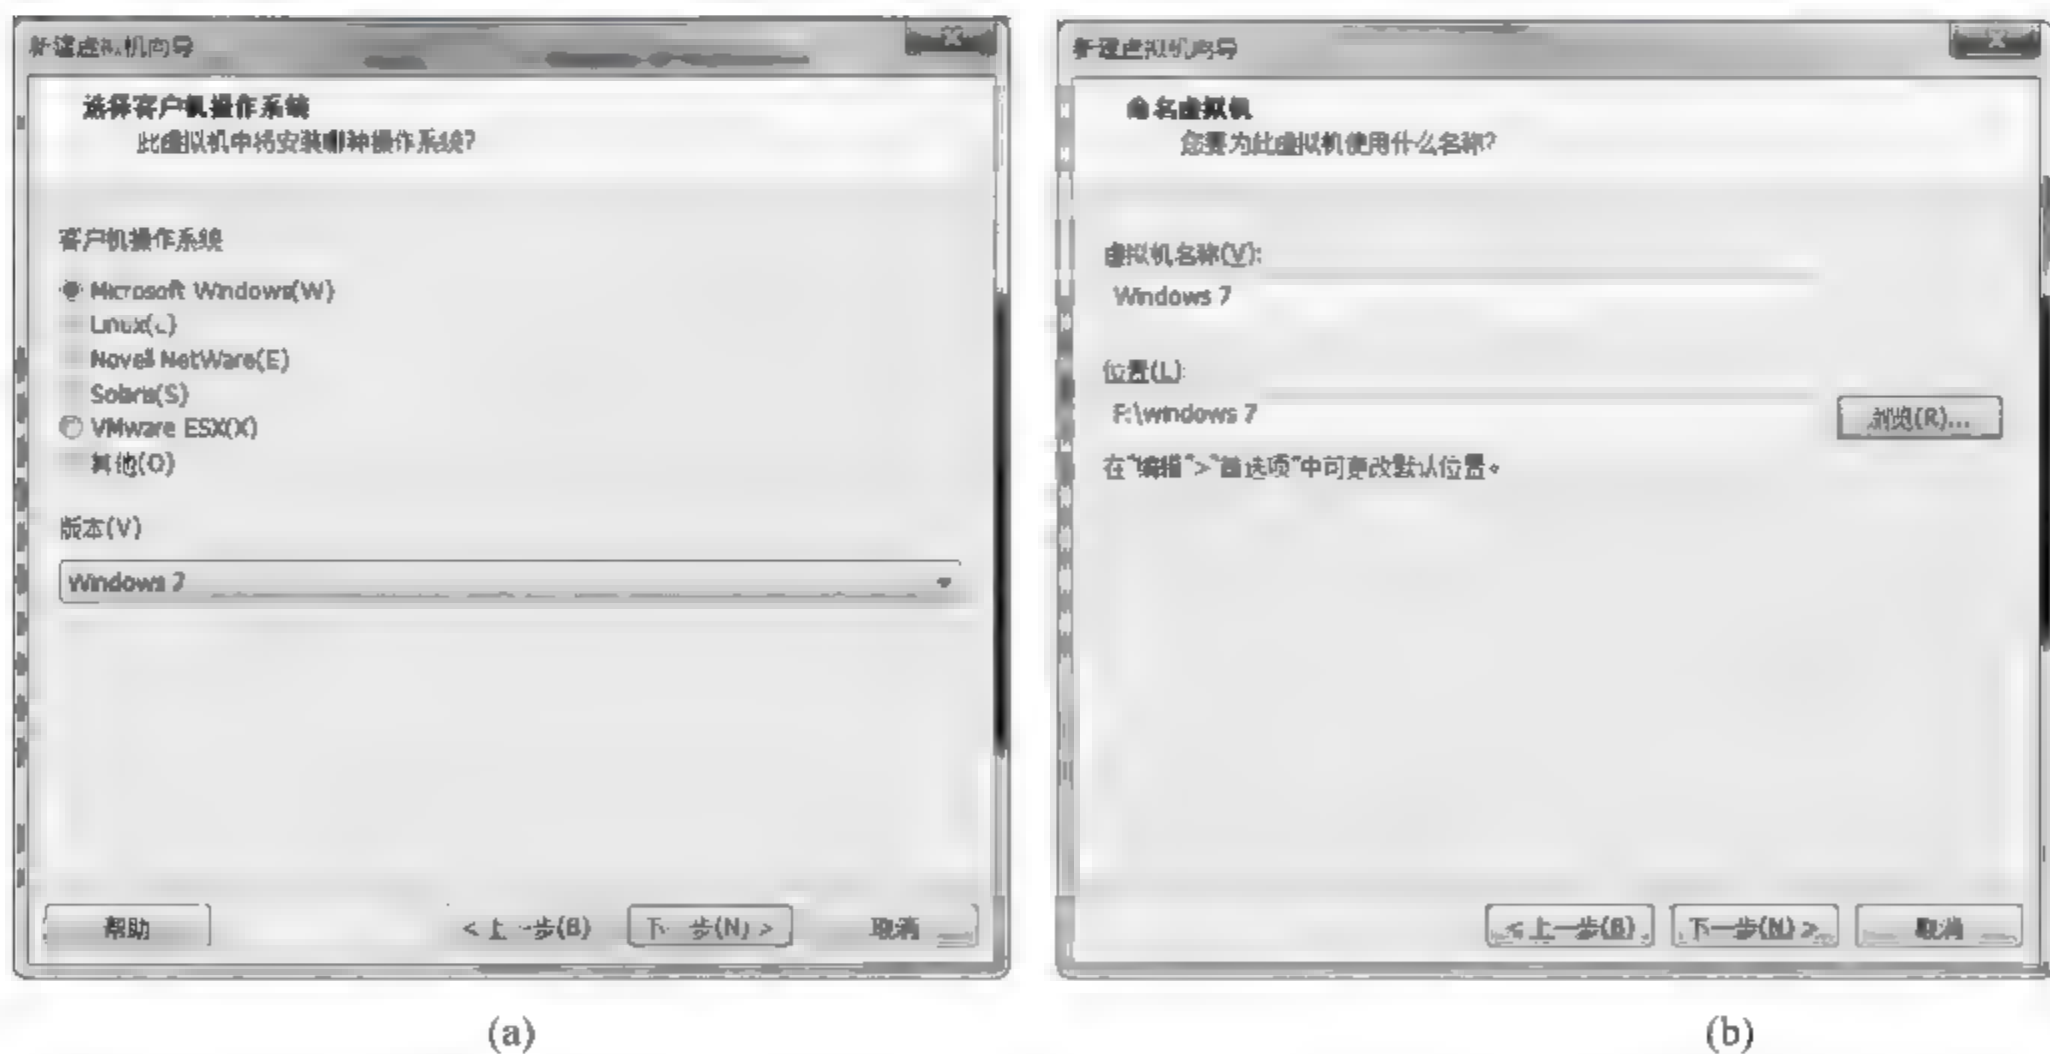 新建虚拟机向导
选择客户机操作系统
此虚拟机中将安装哪种操作系统?
客户机操作系统
Microsoft Windows(W)
Linux(L)
Novell NetWare(E)
Solaris(S)
VMware ESX(X)
其他(O)
版本(V)
Windows 7
帮助
<上一步(B)
下一步(N) >
取消
(a)
新建虚拟机向导
命名虚拟机
您要为此虚拟机使用什么名称?
虚拟机名称(V):
Windows 7
位置(L):
F:\windows 7
浏览(R)...
在"编辑">"首选项"中可更改默认位置。
<上一步(B)
下一步(N) >
取消
(b)